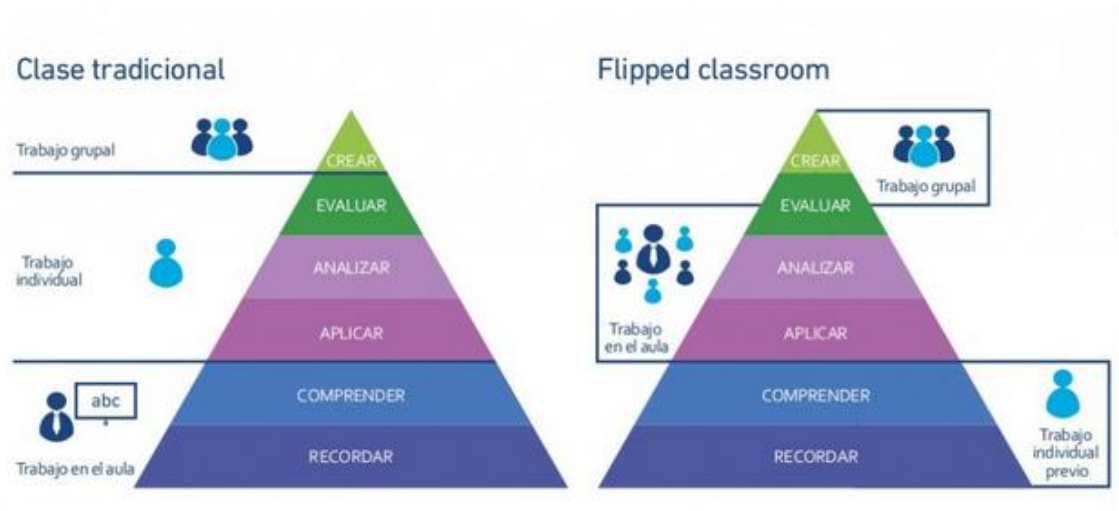 Clase tradicional
Trabajo grupal
CREAR
EVALUAR
Trabajo
individual
ANALIZAR
APLICAR
abc
COMPRENDER
Trabajo en el aula
RECORDAR
Flipped classroom
CREAR
Trabajo grupal
EVALUAR
ANALIZAR
Trabajo
en el aula
APLICAR
COMPRENDER
Trabajo
individual
previo
RECORDAR